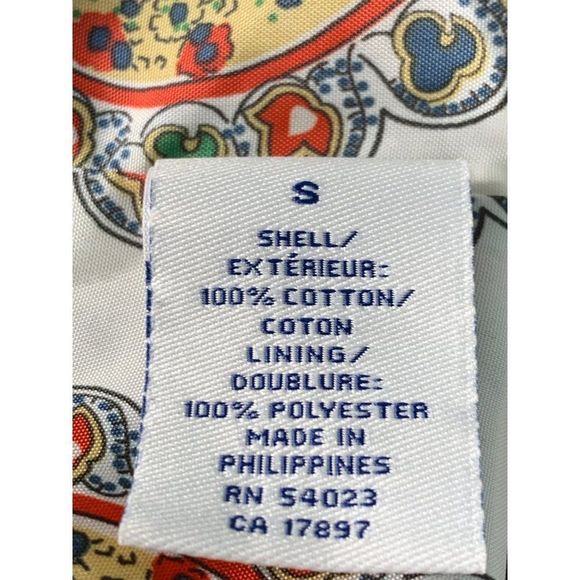 S
SHELL/
EXTÉRIEUR:
100% COTTON/
COTON
LINING/
DOUBLURE:
100% POLYESTER
MADE IN
PHILIPPINES
RN 54023
CA 17897